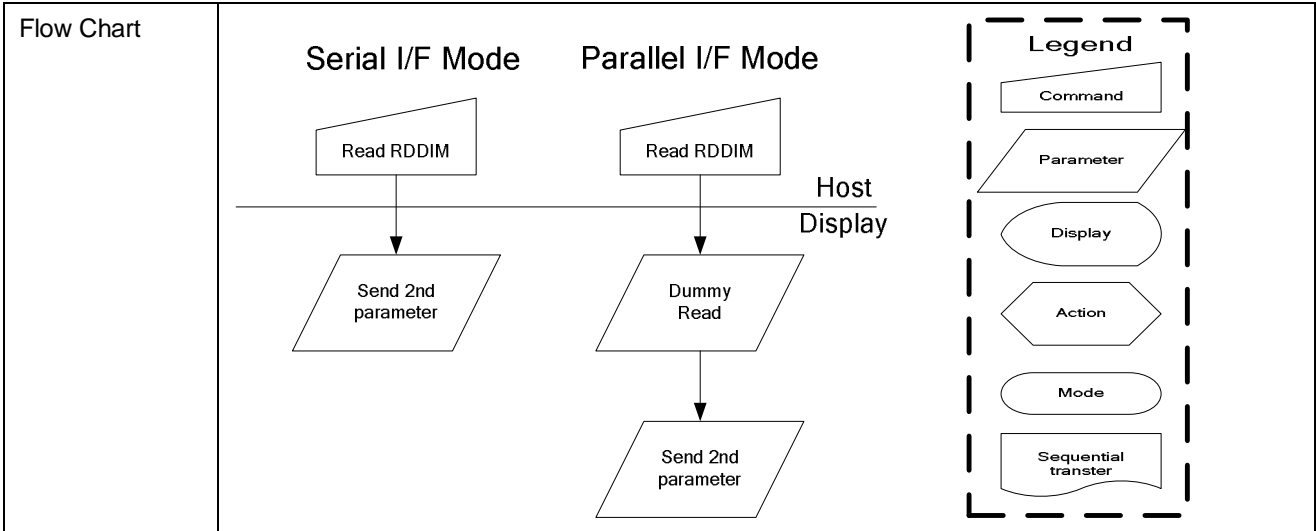 Flow Chart
Serial I/F Mode
Parallel I/F Mode
Read RDDIM
Read RDDIM
Host
Display
Send 2nd
parameter
Dummy
Read
Send 2nd
parameter
Legend
Command
Parameter
Display
Action
Mode
Sequential
transter